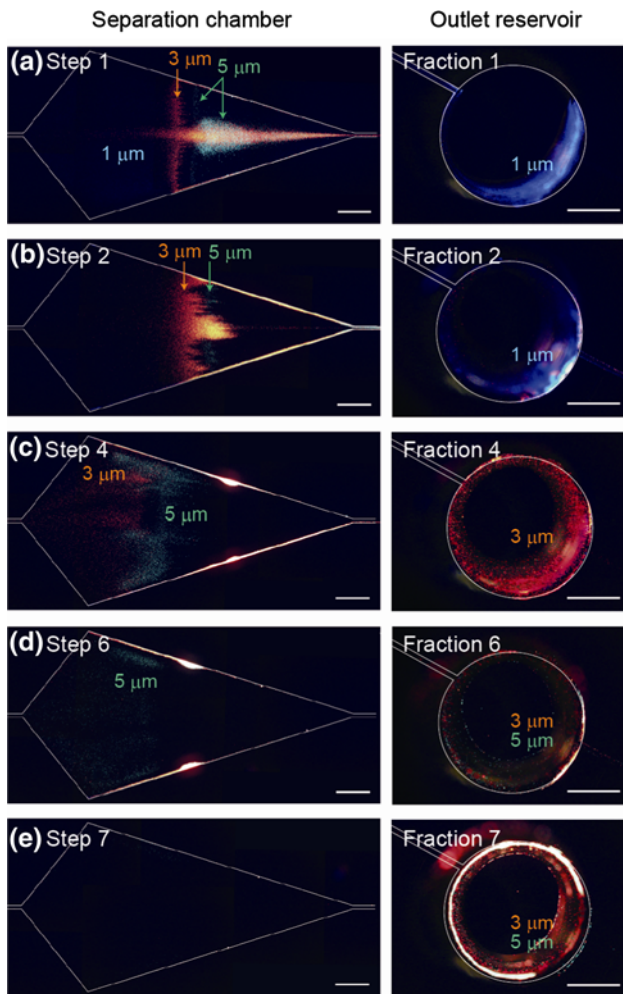 Separation chamber
Outlet reservoir
(a) Step 1
3 µm
5 µm
1 µm
Fraction 1
1 µm
(b) Step 2
3 µm
5 µm
Fraction 2
1 µm
(c) Step 4
3 µm
5 µm
Fraction 4
3 µm
(d) Step 6
5 µm
Fraction 6
3 µm
5 µm
(e) Step 7
Fraction 7
3 µm
5 µm